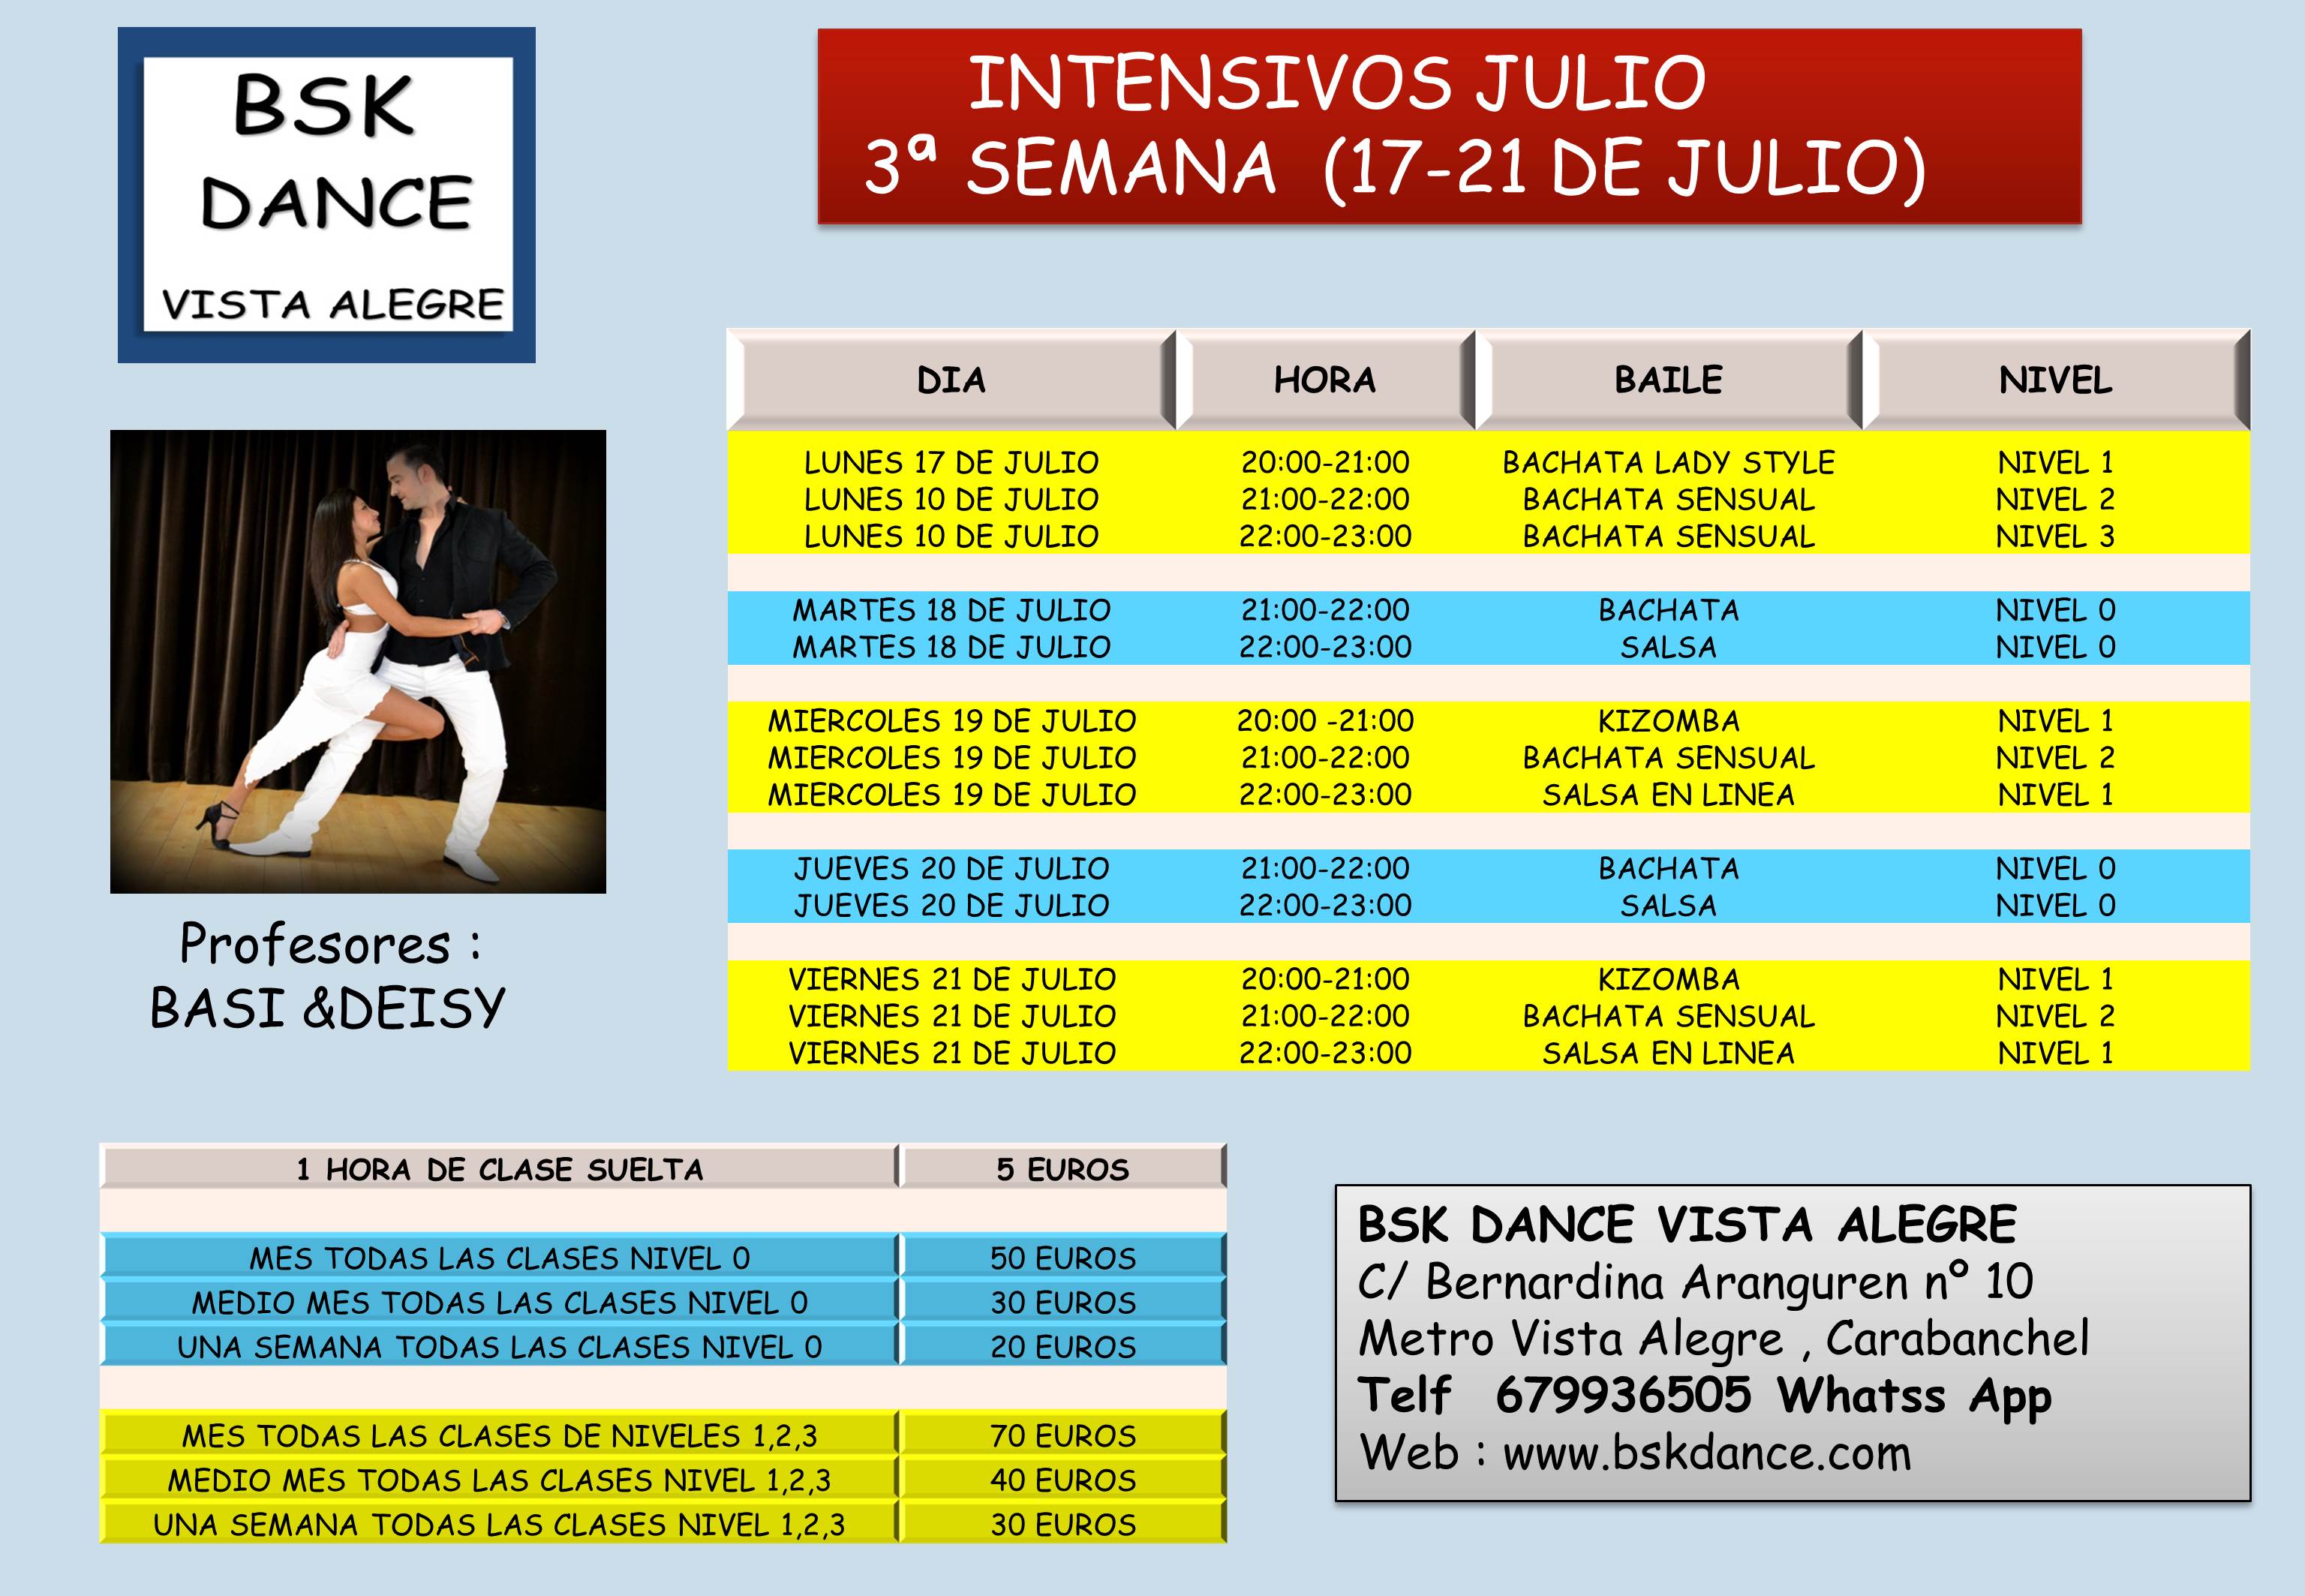 BSK
DANCE
VISTA ALEGRE
INTENSIVOS JULIO
3ª SEMANA (17-21 DE JULIO)
DIA HORA BAILE NIVEL
LUNES 17 DE JULIO 20:00-21:00 BACHATA LADY STYLE NIVEL 1
LUNES 10 DE JULIO 21:00-22:00 BACHATA SENSUAL NIVEL 2
LUNES 10 DE JULIO 22:00-23:00 BACHATA SENSUAL NIVEL 3
MARTES 18 DE JULIO 21:00-22:00 BACHATA NIVEL 0
MARTES 18 DE JULIO 22:00-23:00 SALSA NIVEL 0
MIERCOLES 19 DE JULIO 20:00 -21:00 KIZOMBA NIVEL 1
MIERCOLES 19 DE JULIO 21:00-22:00 BACHATA SENSUAL NIVEL 2
MIERCOLES 19 DE JULIO 22:00-23:00 SALSA EN LINEA NIVEL 1
JUEVES 20 DE JULIO 21:00-22:00 BACHATA NIVEL 0
JUEVES 20 DE JULIO 22:00-23:00 SALSA NIVEL 0
VIERNES 21 DE JULIO 20:00-21:00 KIZOMBA NIVEL 1
VIERNES 21 DE JULIO 21:00-22:00 BACHATA SENSUAL NIVEL 2
VIERNES 21 DE JULIO 22:00-23:00 SALSA EN LINEA NIVEL 1
Profesores :
BASI &DEISY
1 HORA DE CLASE SUELTA 5 EUROS
MES TODAS LAS CLASES NIVEL 0 50 EUROS
MEDIO MES TODAS LAS CLASES NIVEL 0 30 EUROS
UNA SEMANA TODAS LAS CLASES NIVEL 0 20 EUROS
MES TODAS LAS CLASES DE NIVELES 1,2,3 70 EUROS
MEDIO MES TODAS LAS CLASES NIVEL 1,2,3 40 EUROS
UNA SEMANA TODAS LAS CLASES NIVEL 1,2,3 30 EUROS
BSK DANCE VISTA ALEGRE
C/ Bernardina Aranguren nº 10
Metro Vista Alegre , Carabanchel
Telf 679936505 Whatss App
Web : www.bskdance.com